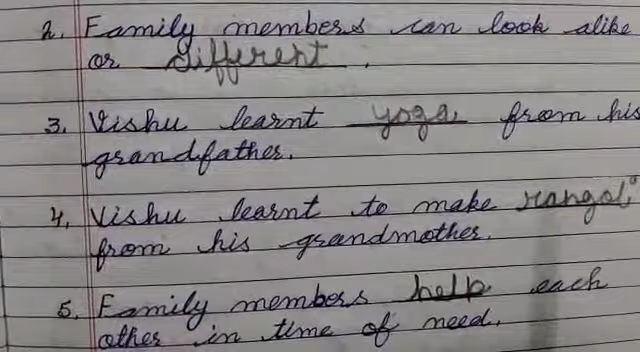 2. Family members can look alike
or different.
3. Vishu learnt yoga from his
grandfather.
4. Vishu learnt to make rangoli
from his grandmother.
5. Family members help each
other in time of need.